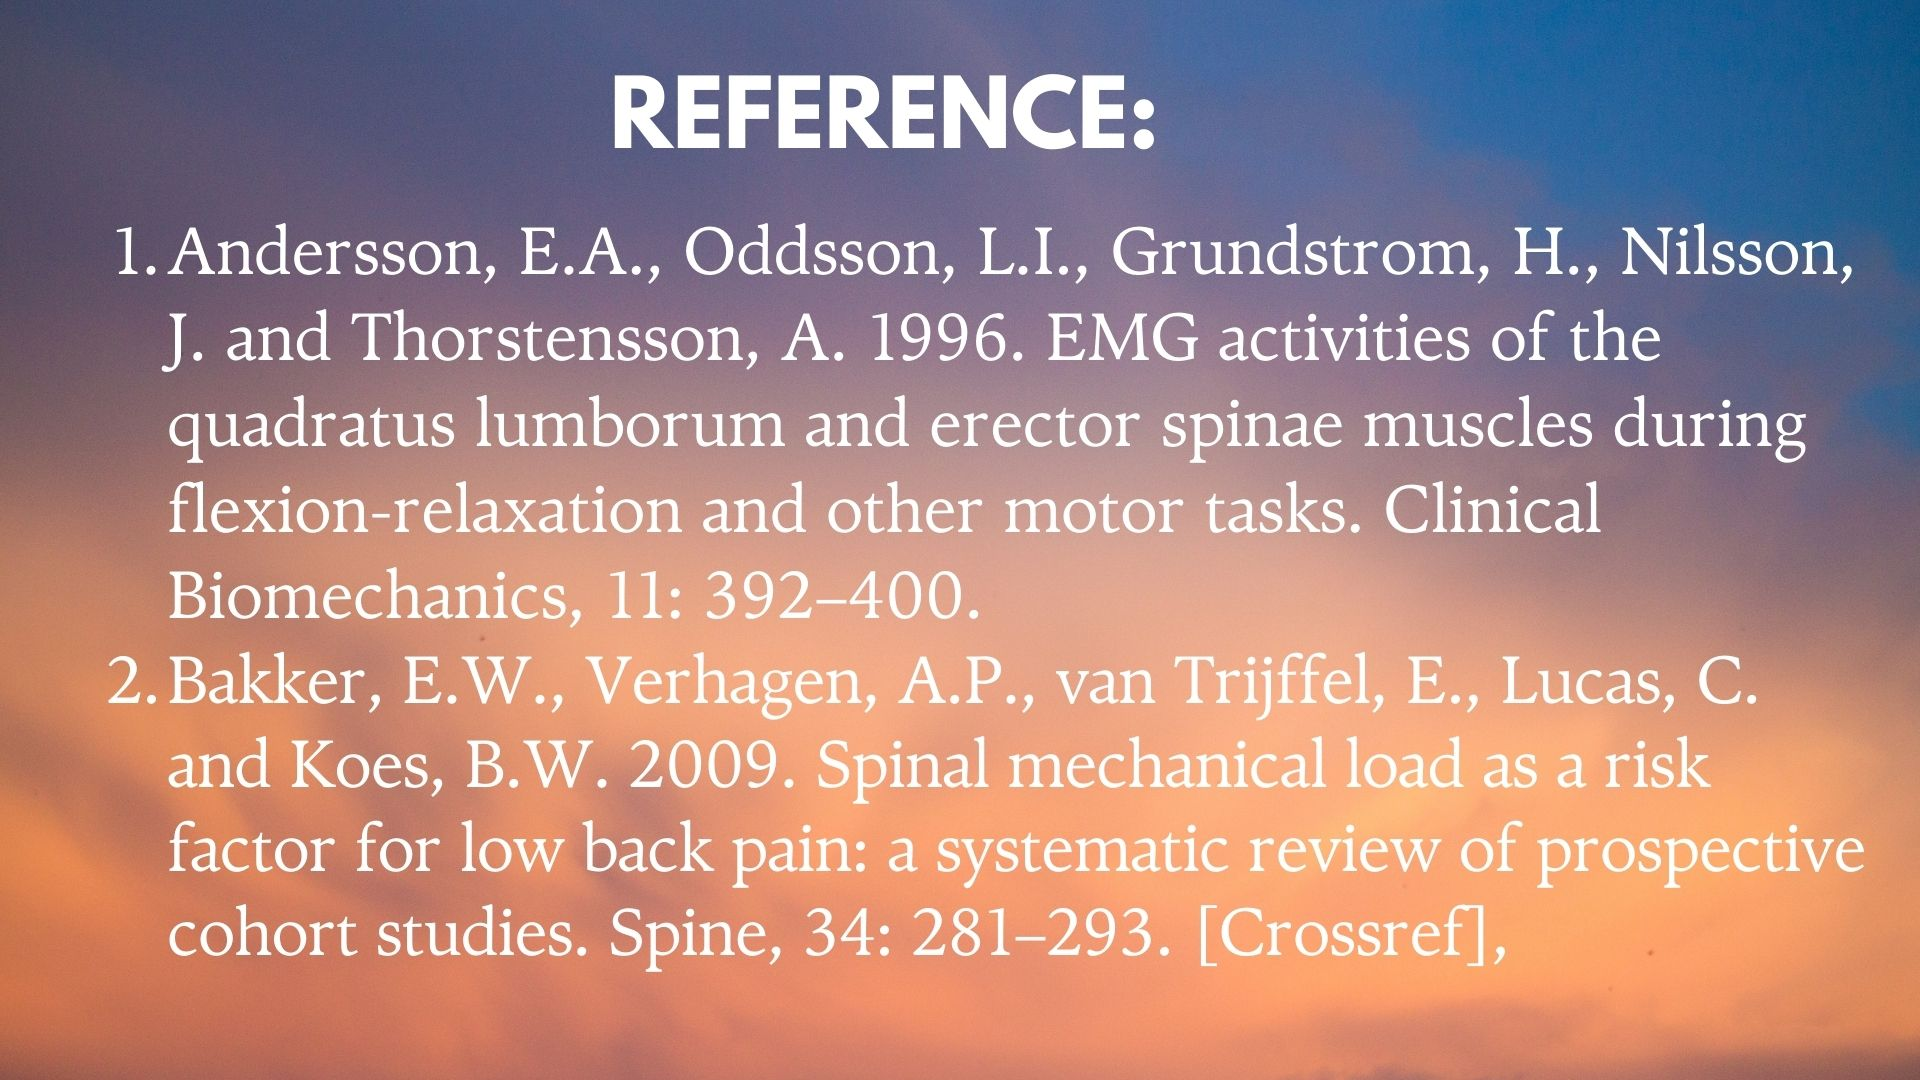 REFERENCE:
1. Andersson, E.A., Oddsson, L.I., Grundstrom, H., Nilsson,
J. and Thorstensson, A. 1996. EMG activities of the
quadratus lumborum and erector spinae muscles during
flexion-relaxation and other motor tasks. Clinical
Biomechanics, 11: 392–400.
2. Bakker, E.W., Verhagen, A.P., van Trijffel, E., Lucas, C.
and Koes, B.W. 2009. Spinal mechanical load as a risk
factor for low back pain: a systematic review of prospective
cohort studies. Spine, 34: 281–293. [Crossref],